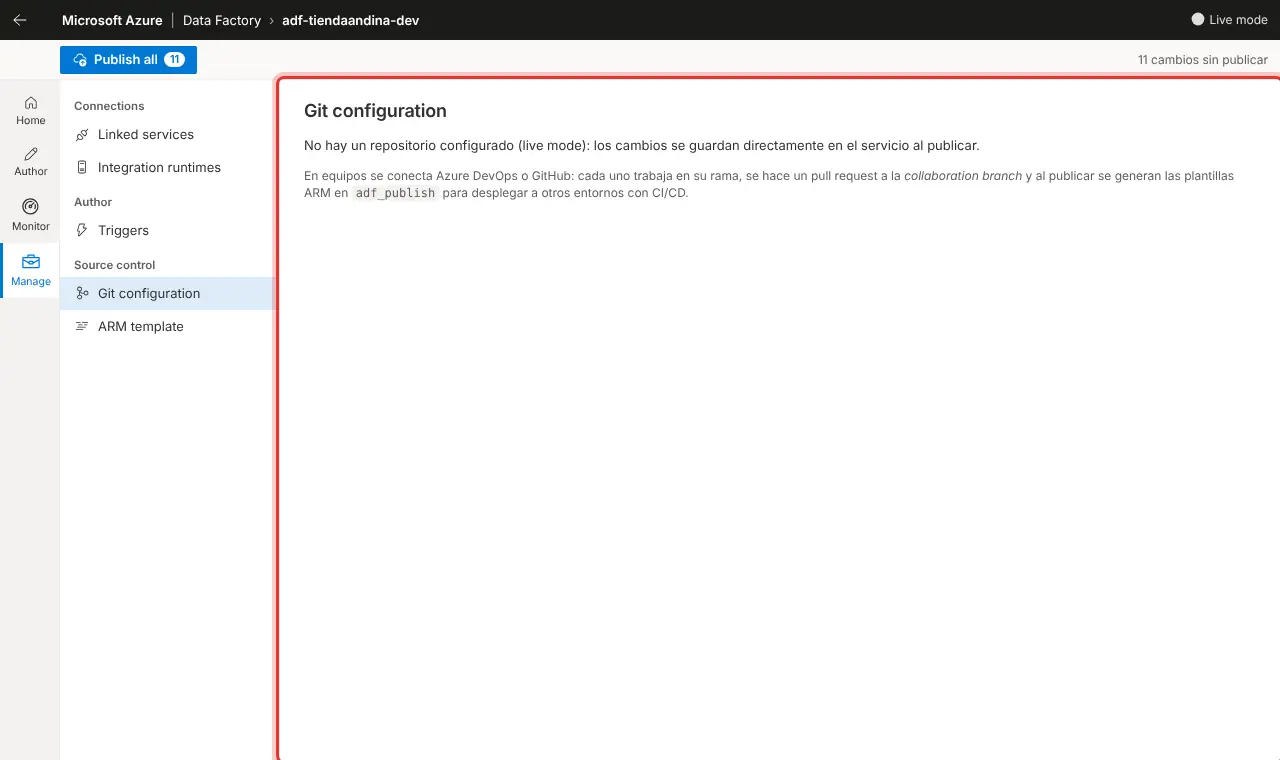 Microsoft Azure | Data Factory › adf-tiendaandina-dev
Live mode
Publish all 11
11 cambios sin publicar
Home
Author
Monitor
Manage
Connections
Linked services
Integration runtimes
Author
Triggers
Source control
Git configuration
ARM template
Git configuration
No hay un repositorio configurado (live mode): los cambios se guardan directamente en el servicio al publicar.
En equipos se conecta Azure DevOps o GitHub: cada uno trabaja en su rama, se hace un pull request a la collaboration branch y al publicar se generan las plantillas
ARM en adf_publish para desplegar a otros entornos con CI/CD.